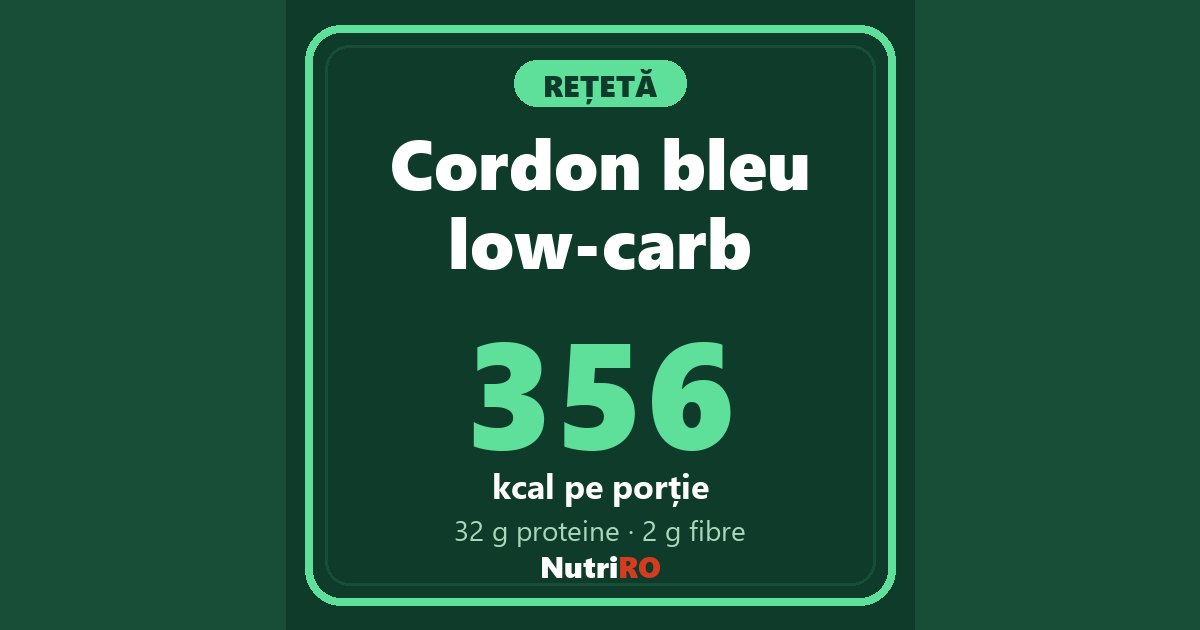 REȚETĂ
Cordon bleu
low-carb
356
kcal pe porție
32 g proteine · 2 g fibre
NutriRO